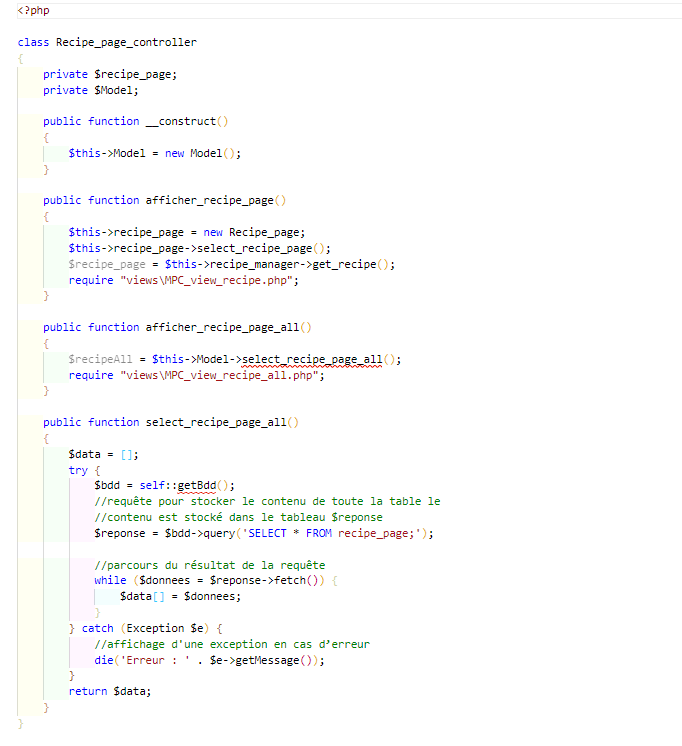 <?php
class Recipe_page_controller
{
private $recipe_page;
private $Model;
public function __construct()
{
$this->Model = new Model();
}
public function afficher_recipe_page()
{
$this->recipe_page = new Recipe_page;
$this->recipe_page->select_recipe_page();
$recipe_page = $this->recipe_manager->get_recipe();
require "views\MPC_view_recipe.php";
}
public function afficher_recipe_page_all()
{
$recipeAll = $this->Model->select_recipe_page_all();
require "views\MPC_view_recipe_all.php";
}
public function select_recipe_page_all()
{
$data = [];
try {
$bdd = self::getBdd();
//requête pour stocker le contenu de toute la table le
//contenu est stocké dans le tableau $reponse
$reponse = $bdd->query('SELECT * FROM recipe_page;');
//parcours du résultat de la requête
while ($donnees = $reponse->fetch()) {
$data[] = $donnees;
}
} catch (Exception $e) {
//affichage d'une exception en cas d’erreur
die('Erreur : ' . $e->getMessage());
}
return $data;
}
}